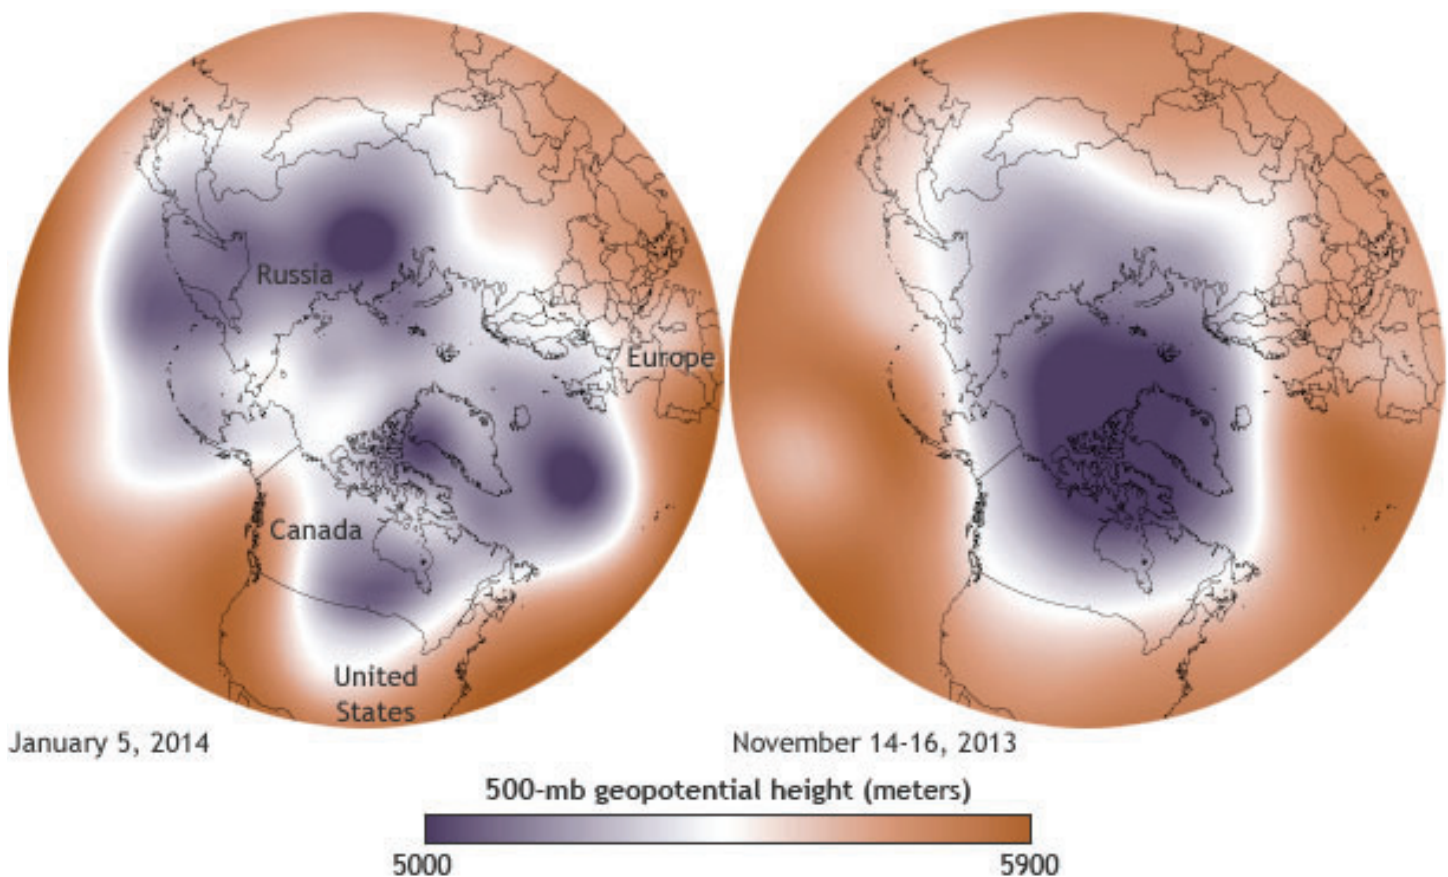 Russia
Europe
Canada
United
States
January 5, 2014
November 14-16, 2013
500-mb geopotential height (meters)
5000
5900